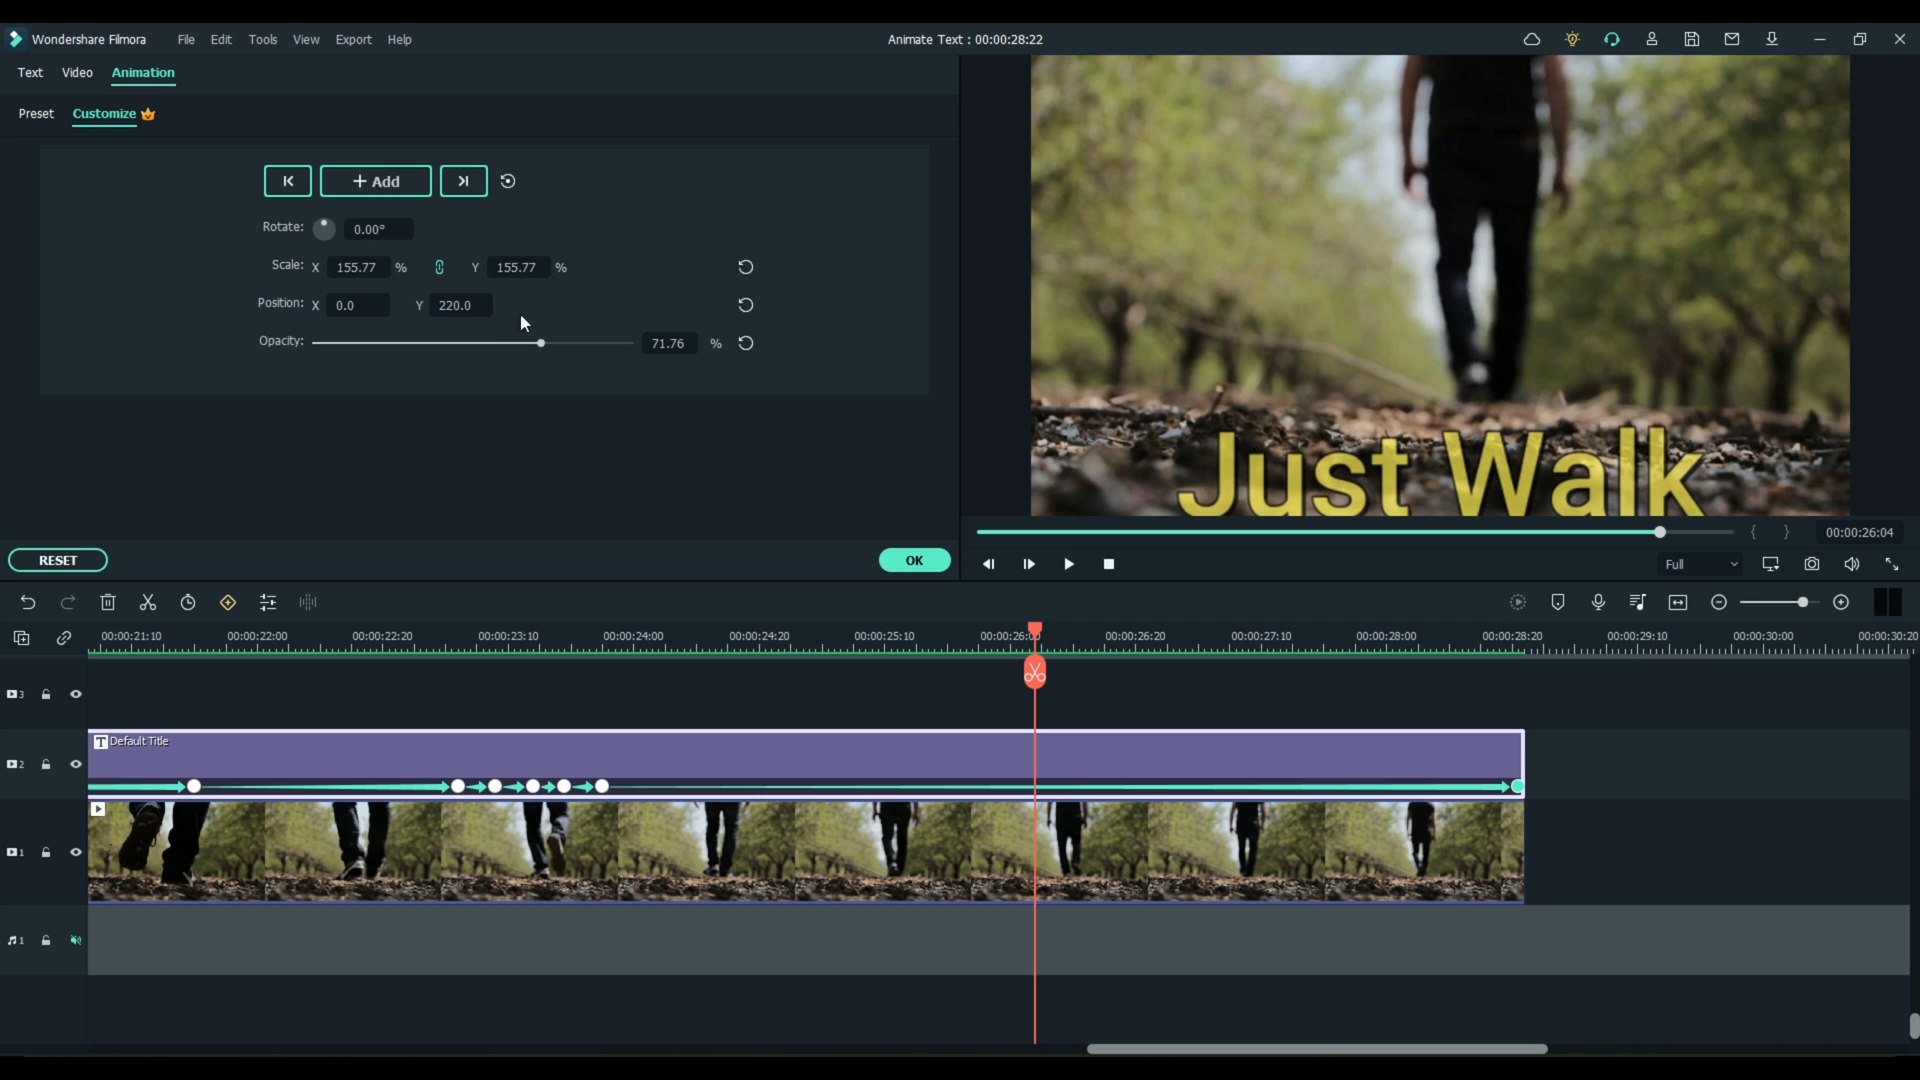 Wondershare Filmora File Edit Tools View Export Help Animate Text : 00:00:28:22
Text Video Animation
Preset Customize
+ Add
Rotate: 0.00°
Scale: X 155.77 % Y 155.77 %
Position: X 0.0 Y 220.0
Opacity: 71.76 %
RESET OK
Just Walk
00:00:26:04
Full
00:00:21:10 00:00:22:00 00:00:22:20 00:00:23:10 00:00:24:00 00:00:24:20 00:00:25:10 00:00:26:00 00:00:26:20 00:00:27:10 00:00:28:00 00:00:28:20 00:00:29:10 00:00:30:00 00:00:30:20
3
T Default Title
2
1
1